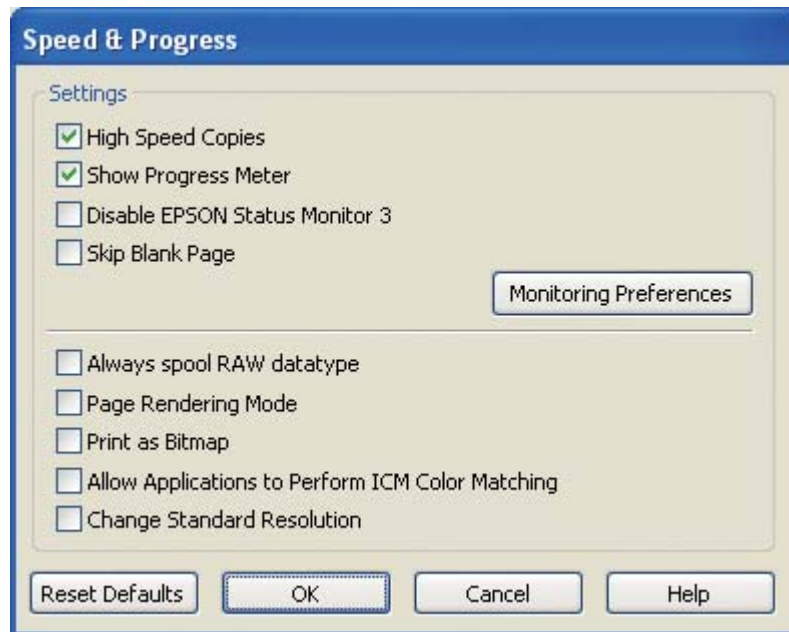 Speed & Progress
Settings
High Speed Copies
Show Progress Meter
Disable EPSON Status Monitor 3
Skip Blank Page
Monitoring Preferences
Always spool RAW datatype
Page Rendering Mode
Print as Bitmap
Allow Applications to Perform ICM Color Matching
Change Standard Resolution
Reset Defaults OK Cancel Help